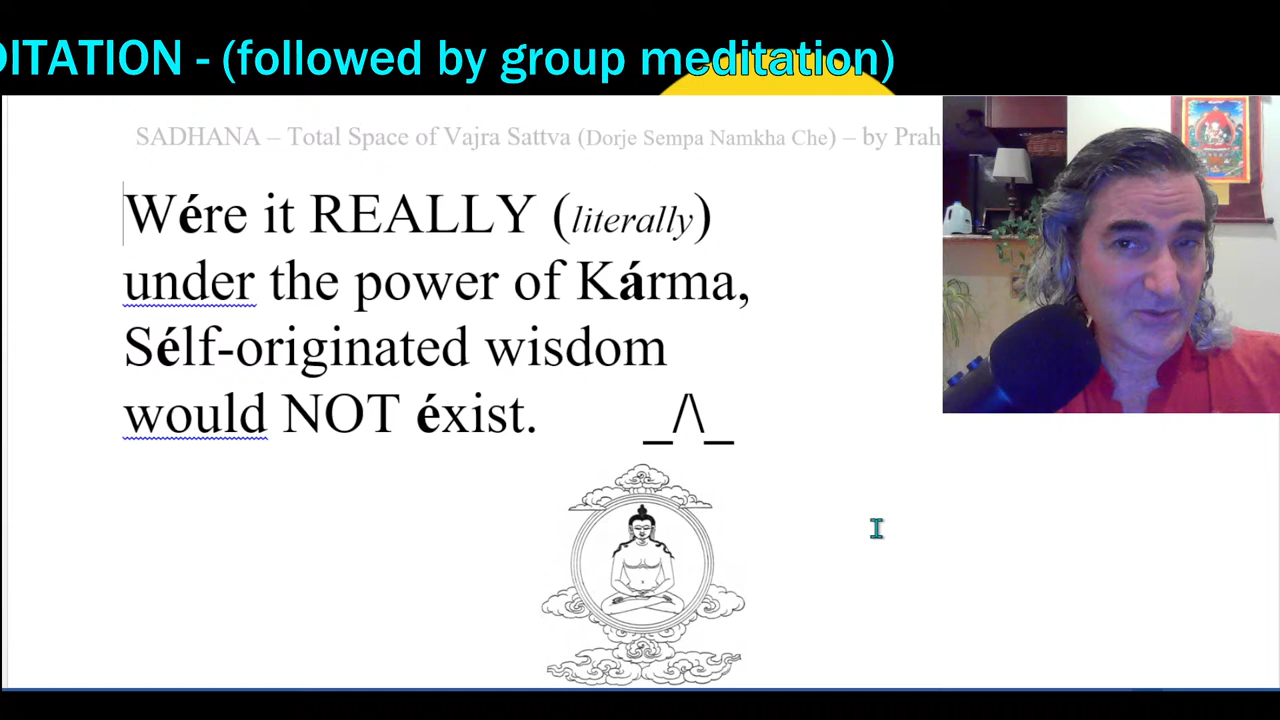 DITATION - (followed by group meditation)
SADHANA – Total Space of Vajra Sattva (Dorje Sempa Namkha Che) – by Prah
Wére it REALLY (literally)
under the power of Kárma,
Sélf-originated wisdom
would NOT éxist. _/\_